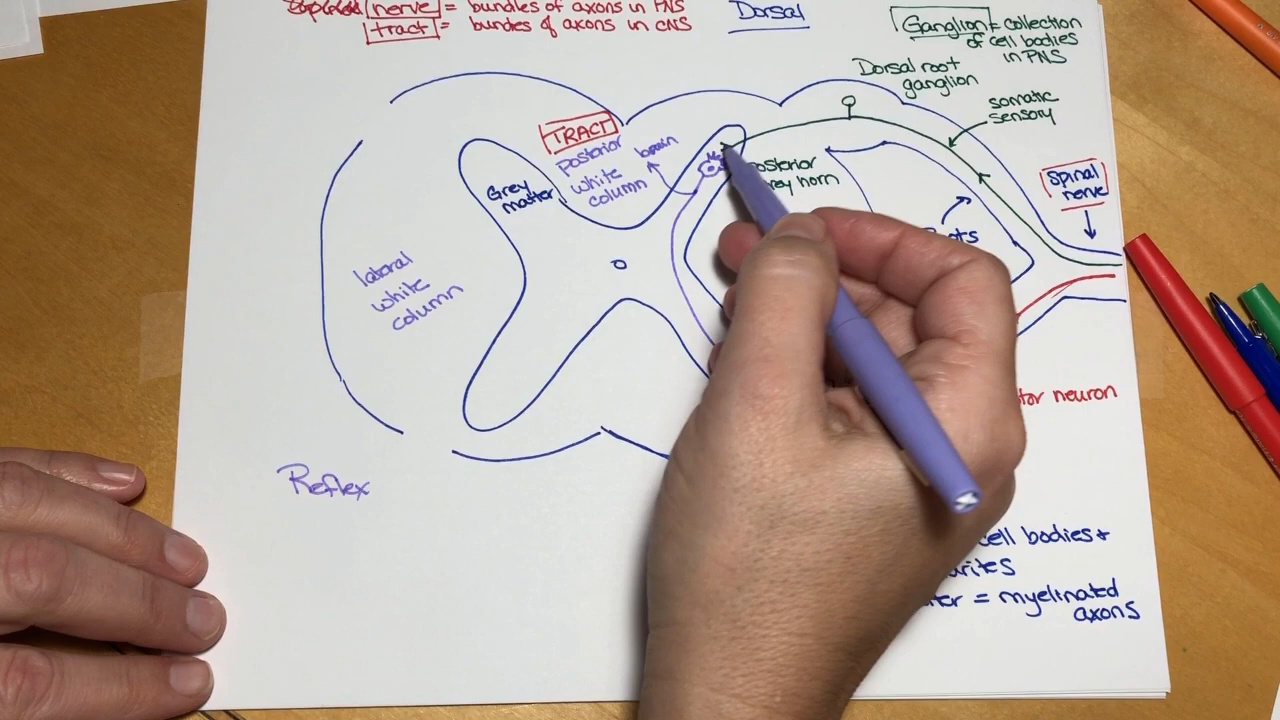 nerve = bundles of axons in PNS
tract = bundes of axons in CNS
Dorsal
Ganglion = collection
of cell bodies
in PNS
Dorsal root
ganglion
somatic
sensory
TRACT
Posterior
white
column
brain
Grey
matter
Spinal
nerve
lateral
white
column
horn
neuron
Reflex
cell bodies +
= myelinated
axons